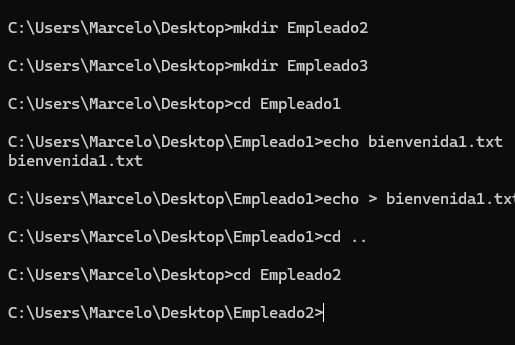 C:\Users\Marcelo\Desktop>mkdir Empleado2
C:\Users\Marcelo\Desktop>mkdir Empleado3
C:\Users\Marcelo\Desktop>cd Empleado1
C:\Users\Marcelo\Desktop\Empleado1>echo bienvenida1.txt
bienvenida1.txt
C:\Users\Marcelo\Desktop\Empleado1>echo > bienvenida1.txt
C:\Users\Marcelo\Desktop\Empleado1>cd ..
C:\Users\Marcelo\Desktop>cd Empleado2
C:\Users\Marcelo\Desktop\Empleado2>